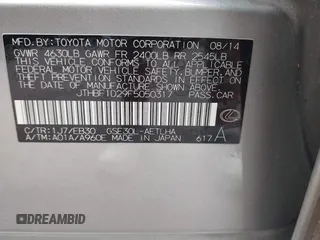 MFD.BY:TOYOTA MOTOR CORPORATION 08/14
GVWR 4630LB GAWR FR 2400LB RR 2545LB
THIS VEHICLE CONFORMS TO ALL APPLICABLE
FEDERAL MOTOR VEHICLE SAFETY, BUMPER, AND
THEFT PREVENTION STANDARDS IN EFFECT ON
THE DATE OF MANUFACTURE SHOWN ABOVE.
JTHBF1D29F5050317 PASS.CAR
C/TR:1J7/EB30 GSE30L-AETLHA
A/TM:A01A/A960E MADE IN JAPAN 617 A
DREAMBID